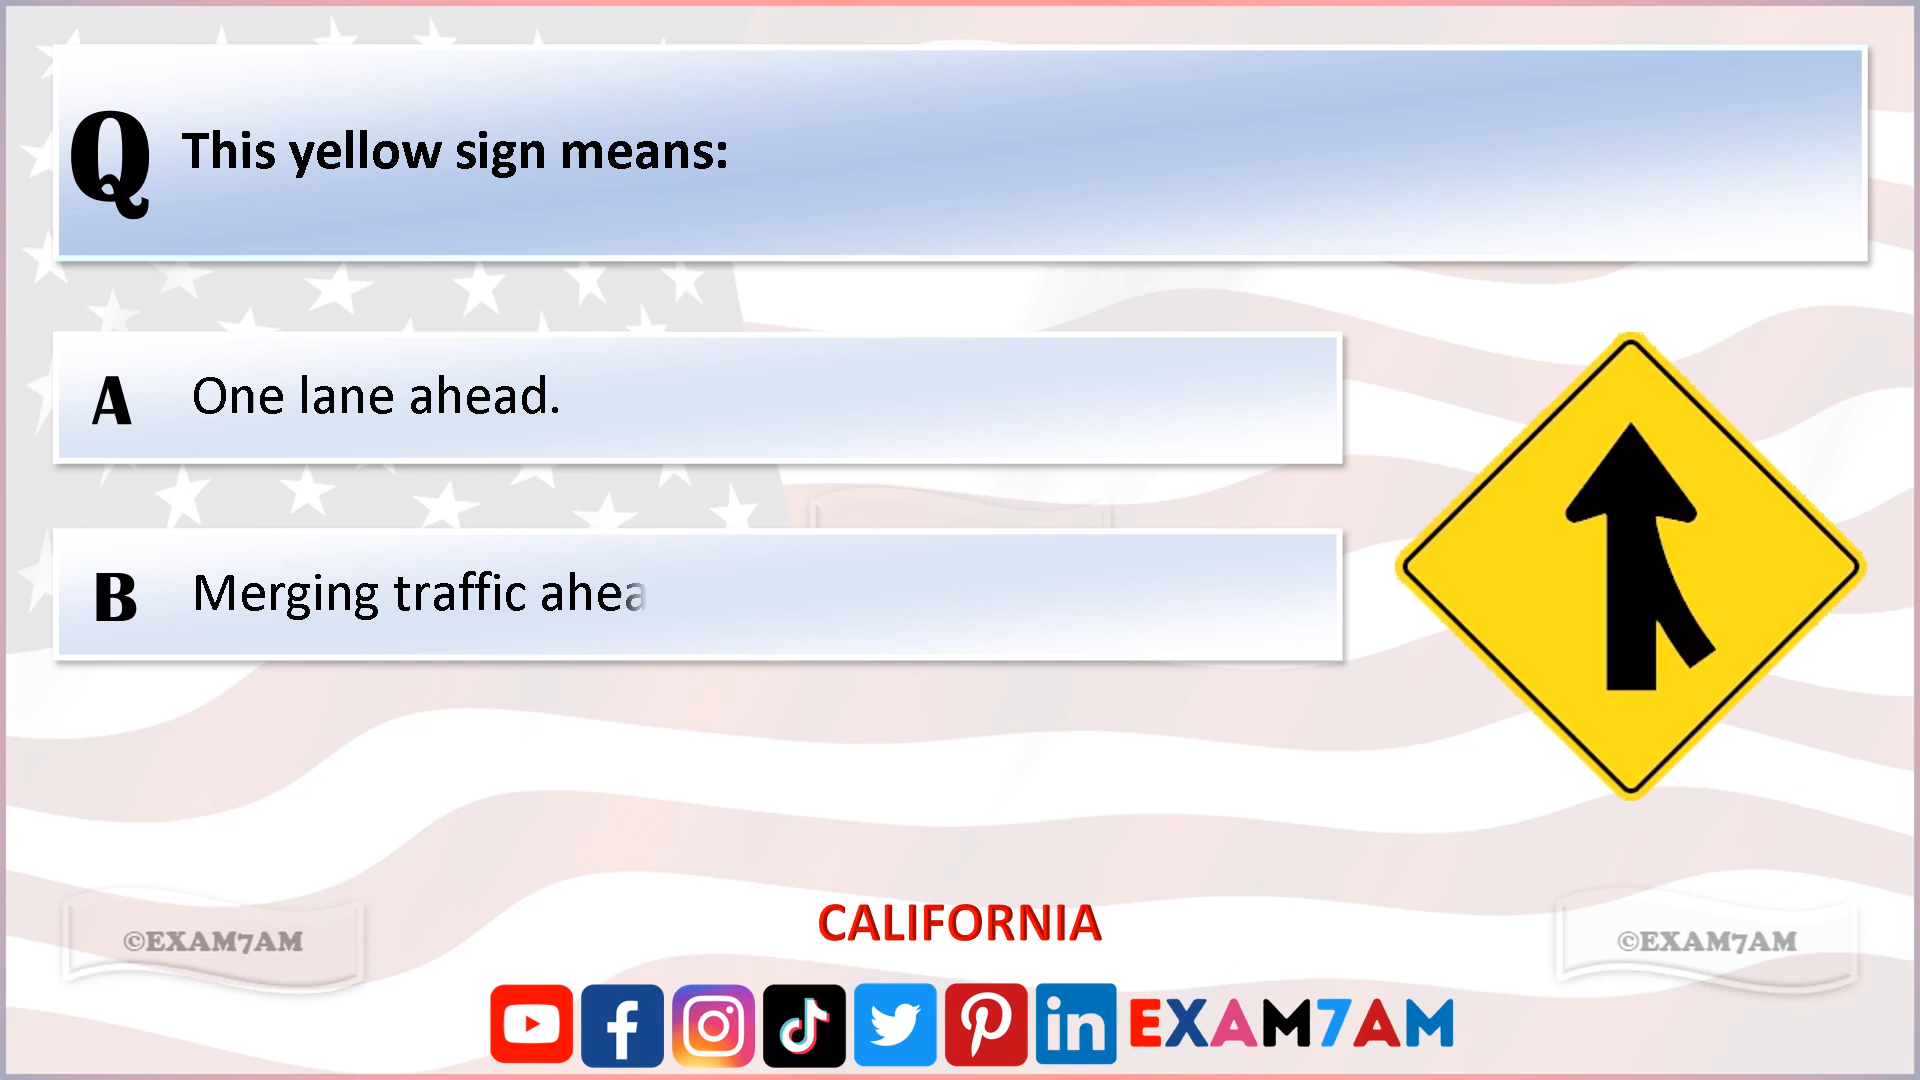 Q This yellow sign means:
A One lane ahead.
B Merging traffic ahea
CALIFORNIA
©EXAM7AM ©EXAM7AM
EXAM7AM